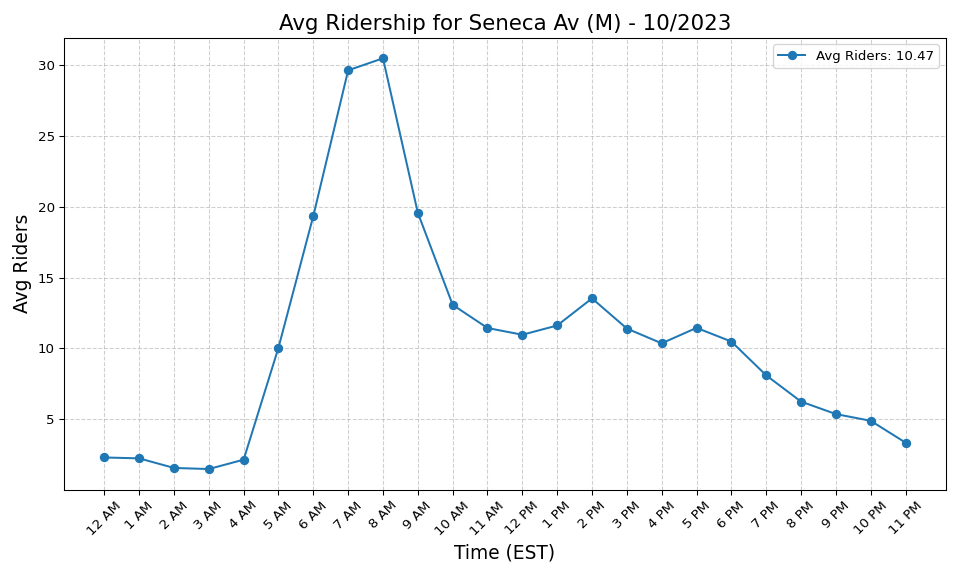 Avg Ridership for Seneca Av (M) - 10/2023
Avg Riders: 10.47
Avg Riders
30
25
20
15
10
5
12 AM
1 AM
2 AM
3 AM
4 AM
5 AM
6 AM
7 AM
8 AM
9 AM
10 AM
11 AM
12 PM
1 PM
2 PM
3 PM
4 PM
5 PM
6 PM
7 PM
8 PM
9 PM
10 PM
11 PM
Time (EST)